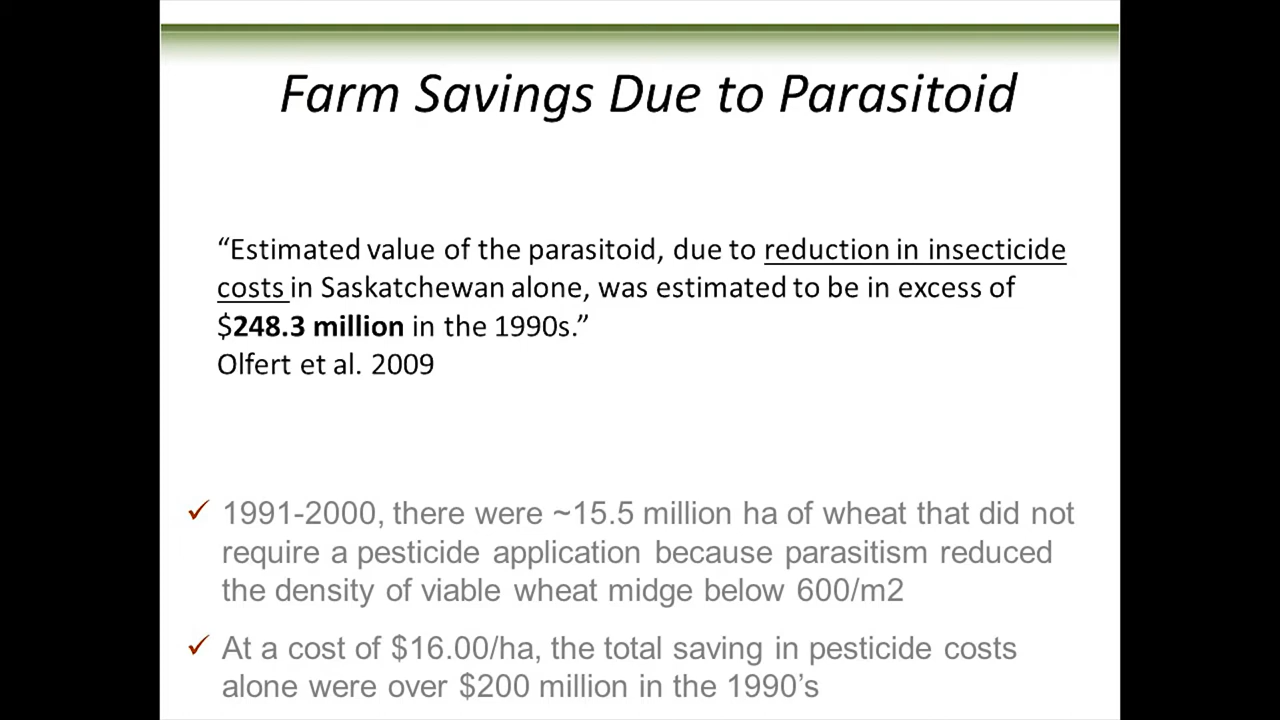 Farm Savings Due to Parasitoid
“Estimated value of the parasitoid, due to reduction in insecticide
costs in Saskatchewan alone, was estimated to be in excess of
$248.3 million in the 1990s.”
Olfert et al. 2009
✓ 1991-2000, there were ~15.5 million ha of wheat that did not
require a pesticide application because parasitism reduced
the density of viable wheat midge below 600/m2
✓ At a cost of $16.00/ha, the total saving in pesticide costs
alone were over $200 million in the 1990’s